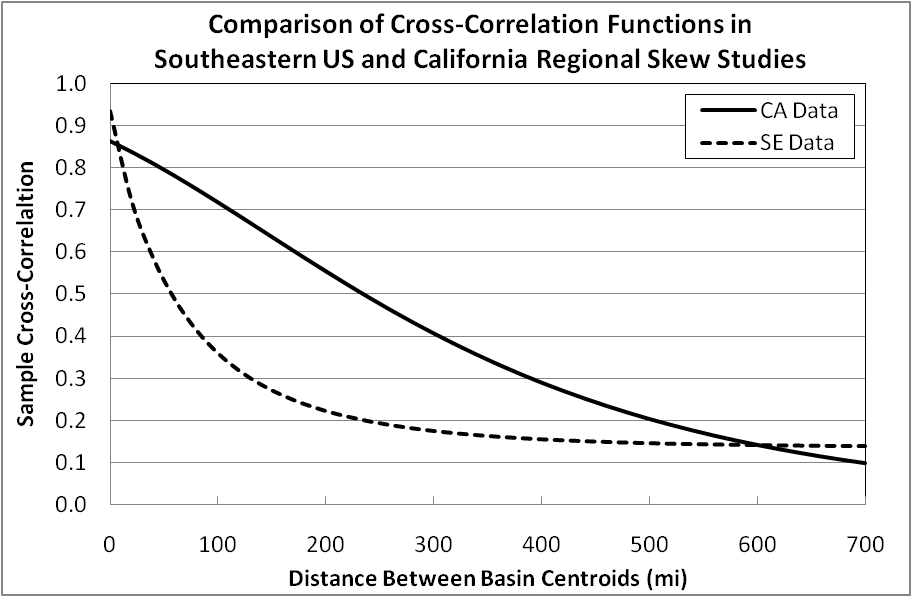 Comparison of Cross-Correlation Functions in
Southeastern US and California Regional Skew Studies
1.0
0.9
0.8
0.7
0.6
0.5
0.4
0.3
0.2
0.1
0.0
Sample Cross-Correlaltion
CA Data
SE Data
0 100 200 300 400 500 600 700
Distance Between Basin Centroids (mi)